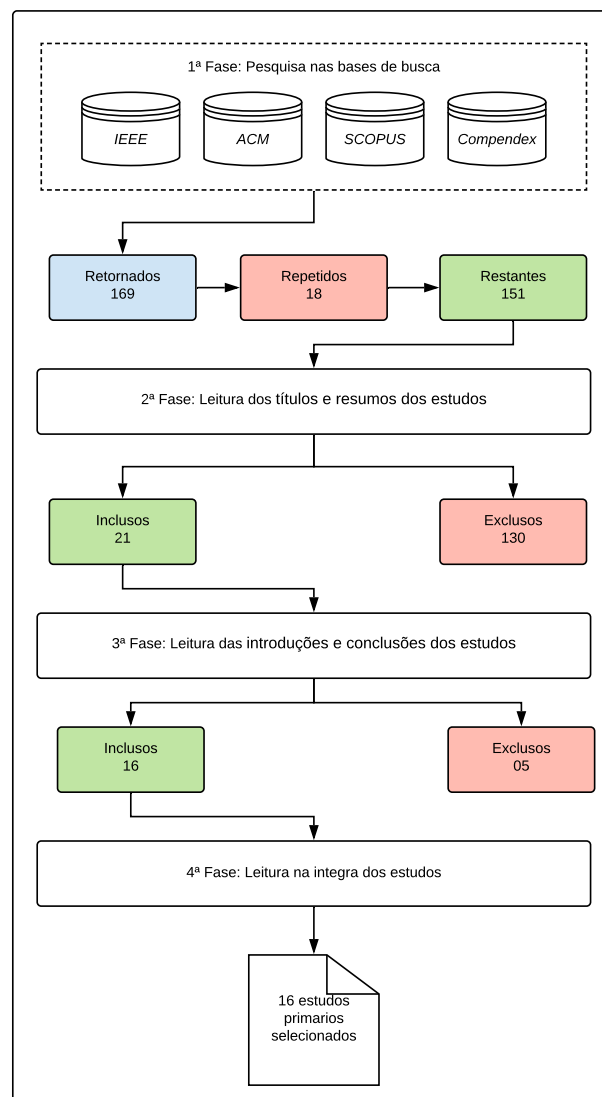 1ª Fase: Pesquisa nas bases de busca
IEEE
ACM
SCOPUS
Compendex
Retornados
169
Repetidos
18
Restantes
151
2ª Fase: Leitura dos títulos e resumos dos estudos
Inclusos
21
Exclusos
130
3ª Fase: Leitura das introduções e conclusões dos estudos
Inclusos
16
Exclusos
05
4ª Fase: Leitura na integra dos estudos
16 estudos
primarios
selecionados